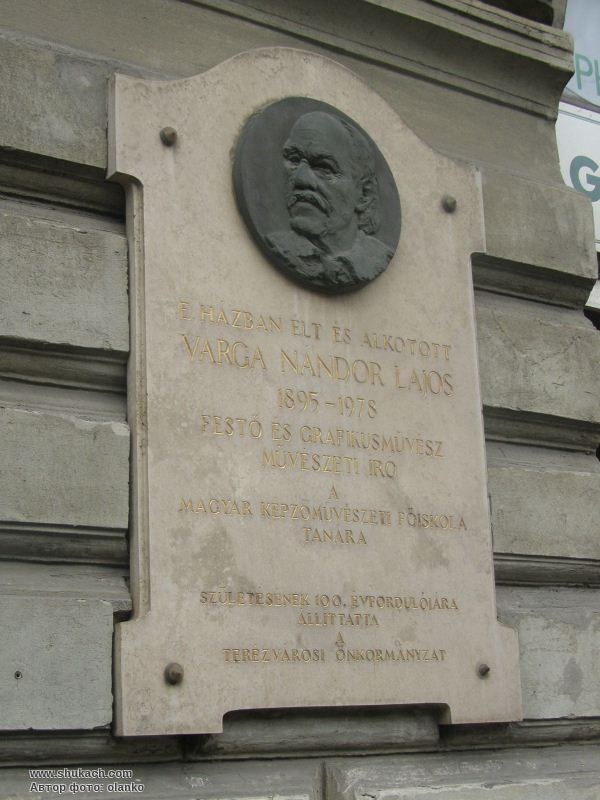 E HÁZBAN ÉLT ÉS ALKOTOTT
VARGA NÁNDOR LAJOS
1895-1978
FESTŐ ÉS GRAFIKUSMŰVÉSZ
MŰVÉSZETI ÍRÓ
A
MAGYAR KÉPZŐMŰVÉSZETI FŐISKOLA
TANÁRA
SZÜLETÉSÉNEK 100. ÉVFORDULÓJÁRA
ÁLLÍTTATTA
A
TERÉZVÁROSI ÖNKORMÁNYZAT
P
G
www.shukach.com
Автор фото: olanko